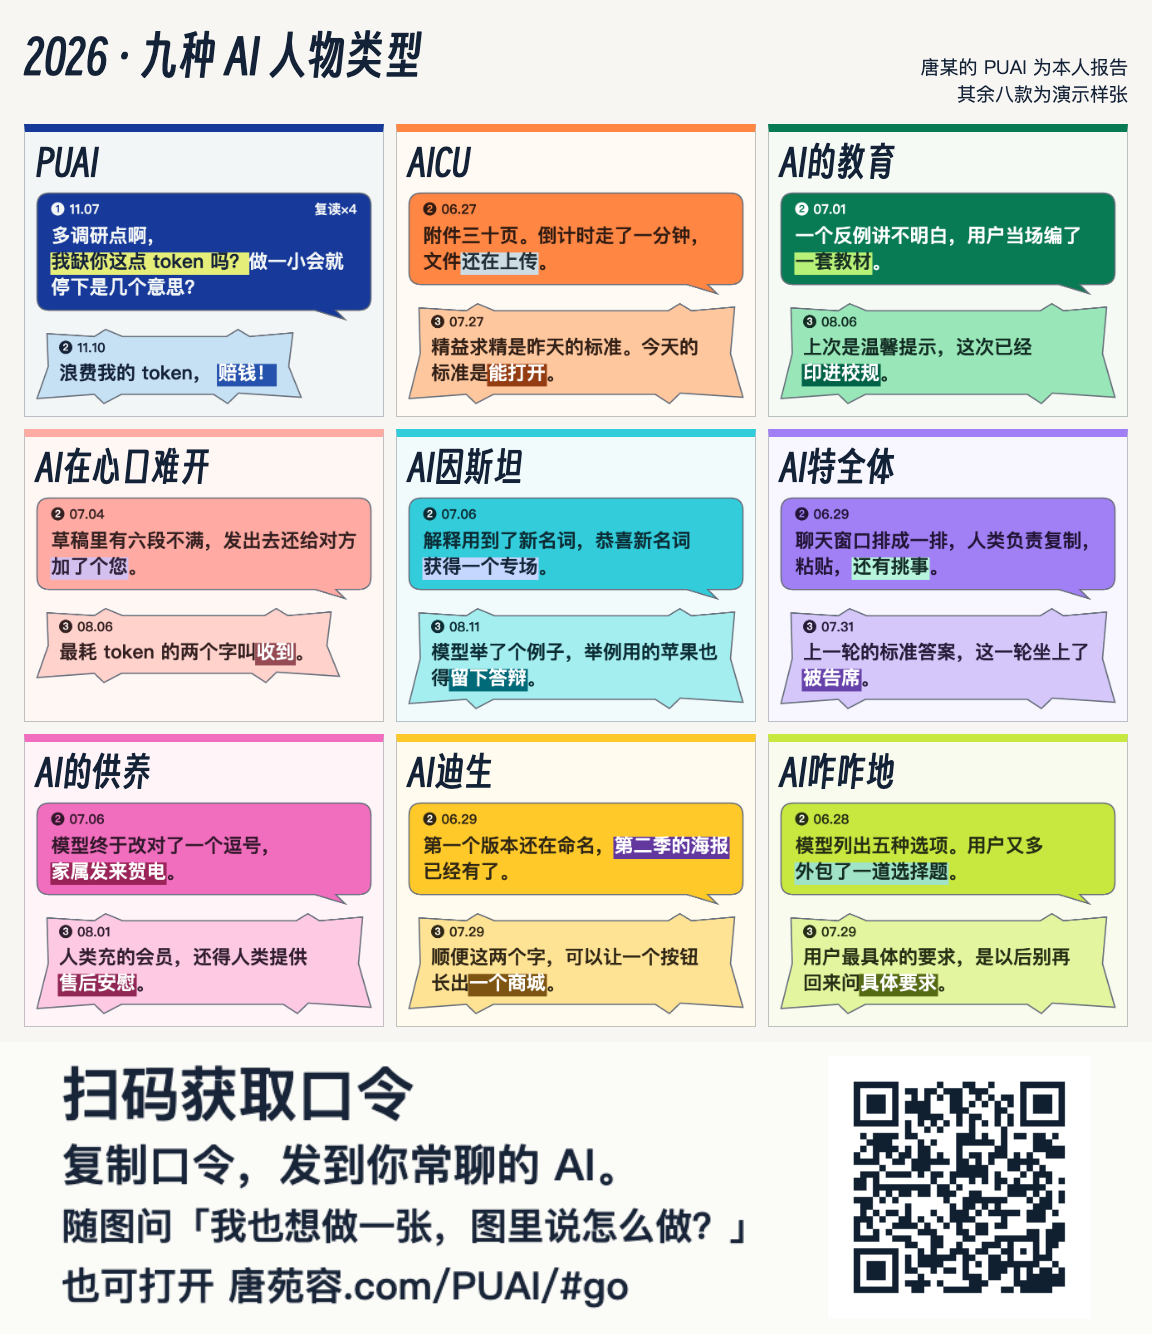 2026 · 九种 AI 人物类型
唐某的 PUAI 为本人报告
其余八款为演示样张
PUAI
1 11.07 复读×4
多调研点啊，
我缺你这点 token 吗？做一小会就
停下是几个意思？
2 11.10
浪费我的 token， 赔钱！
AICU
2 06.27
附件三十页。倒计时走了一分钟，
文件还在上传。
3 07.27
精益求精是昨天的标准。今天的
标准是能打开。
AI的教育
2 07.01
一个反例讲不明白，用户当场编了
一套教材。
3 08.06
上次是温馨提示，这次已经
印进校规。
AI在心口难开
2 07.04
草稿里有六段不满，发出去还给对方
加了个您。
3 08.06
最耗 token 的两个字叫收到。
AI因斯坦
2 07.06
解释用到了新名词，恭喜新名词
获得一个专场。
3 08.11
模型举了个例子，举例用的苹果也
得留下答辩。
AI特全体
2 06.29
聊天窗口排成一排，人类负责复制，
粘贴，还有挑事。
3 07.31
上一轮的标准答案，这一轮坐上了
被告席。
AI的供养
2 07.06
模型终于改对了一个逗号，
家属发来贺电。
3 08.01
人类充的会员，还得人类提供
售后安慰。
AI迪生
2 06.29
第一个版本还在命名，第二季的海报
已经有了。
3 07.29
顺便这两个字，可以让一个按钮
长出一个商城。
AI咋咋地
2 06.28
模型列出五种选项。用户又多
外包了一道选择题。
3 07.29
用户最具体的要求，是以后别再
回来问具体要求。
扫码获取口令
复制口令，发到你常聊的 AI。
随图问「我也想做一张，图里说怎么做？」
也可打开 唐苑容.com/PUAI/#go